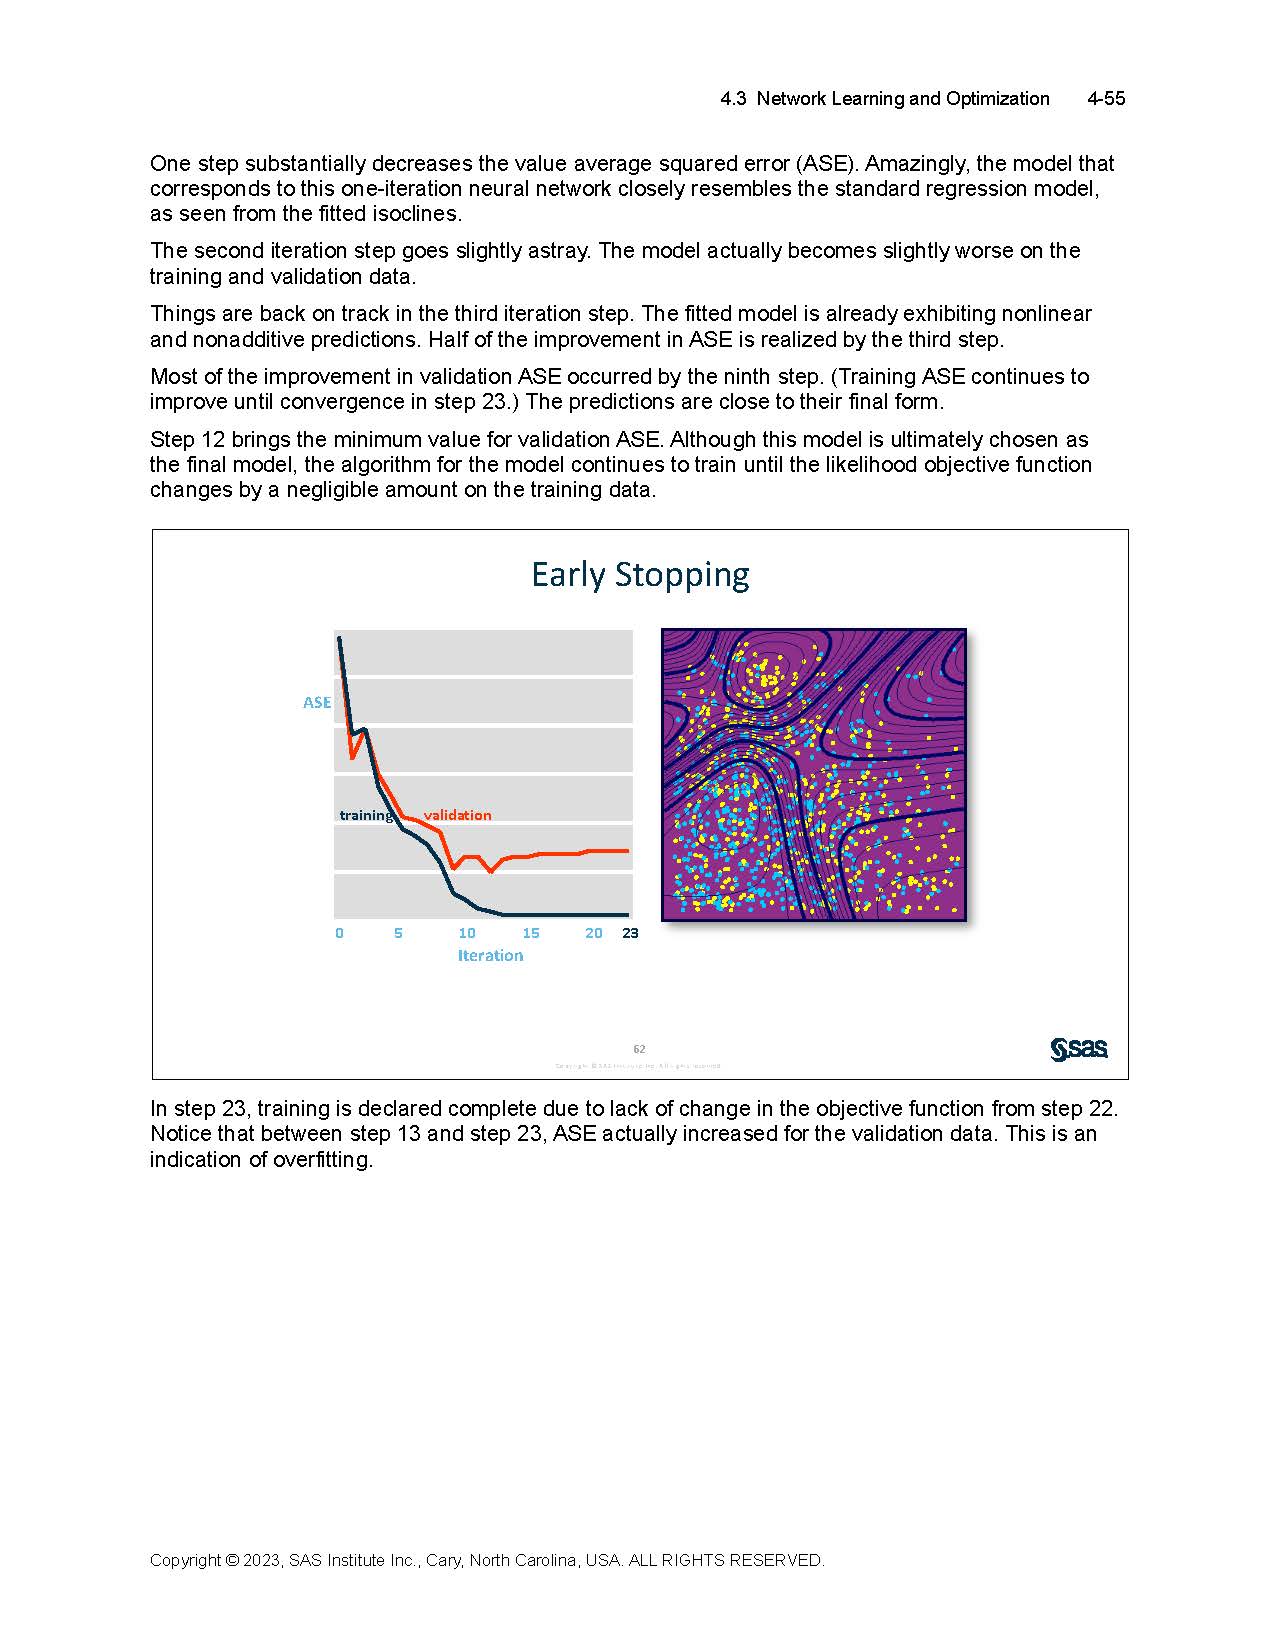 4.3 Network Learning and Optimization 4-55
One step substantially decreases the value average squared error (ASE). Amazingly, the model that
corresponds to this one-iteration neural network closely resembles the standard regression model,
as seen from the fitted isoclines.
The second iteration step goes slightly astray. The model actually becomes slightly worse on the
training and validation data.
Things are back on track in the third iteration step. The fitted model is already exhibiting nonlinear
and nonadditive predictions. Half of the improvement in ASE is realized by the third step.
Most of the improvement in validation ASE occurred by the ninth step. (Training ASE continues to
improve until convergence in step 23.) The predictions are close to their final form.
Step 12 brings the minimum value for validation ASE. Although this model is ultimately chosen as
the final model, the algorithm for the model continues to train until the likelihood objective function
changes by a negligible amount on the training data.
Early Stopping
ASE
training validation
0 5 10 15 20 23
Iteration
62
Copyright © SAS Institute Inc. All rights reserved.
sas
In step 23, training is declared complete due to lack of change in the objective function from step 22.
Notice that between step 13 and step 23, ASE actually increased for the validation data. This is an
indication of overfitting.
Copyright © 2023, SAS Institute Inc., Cary, North Carolina, USA. ALL RIGHTS RESERVED.